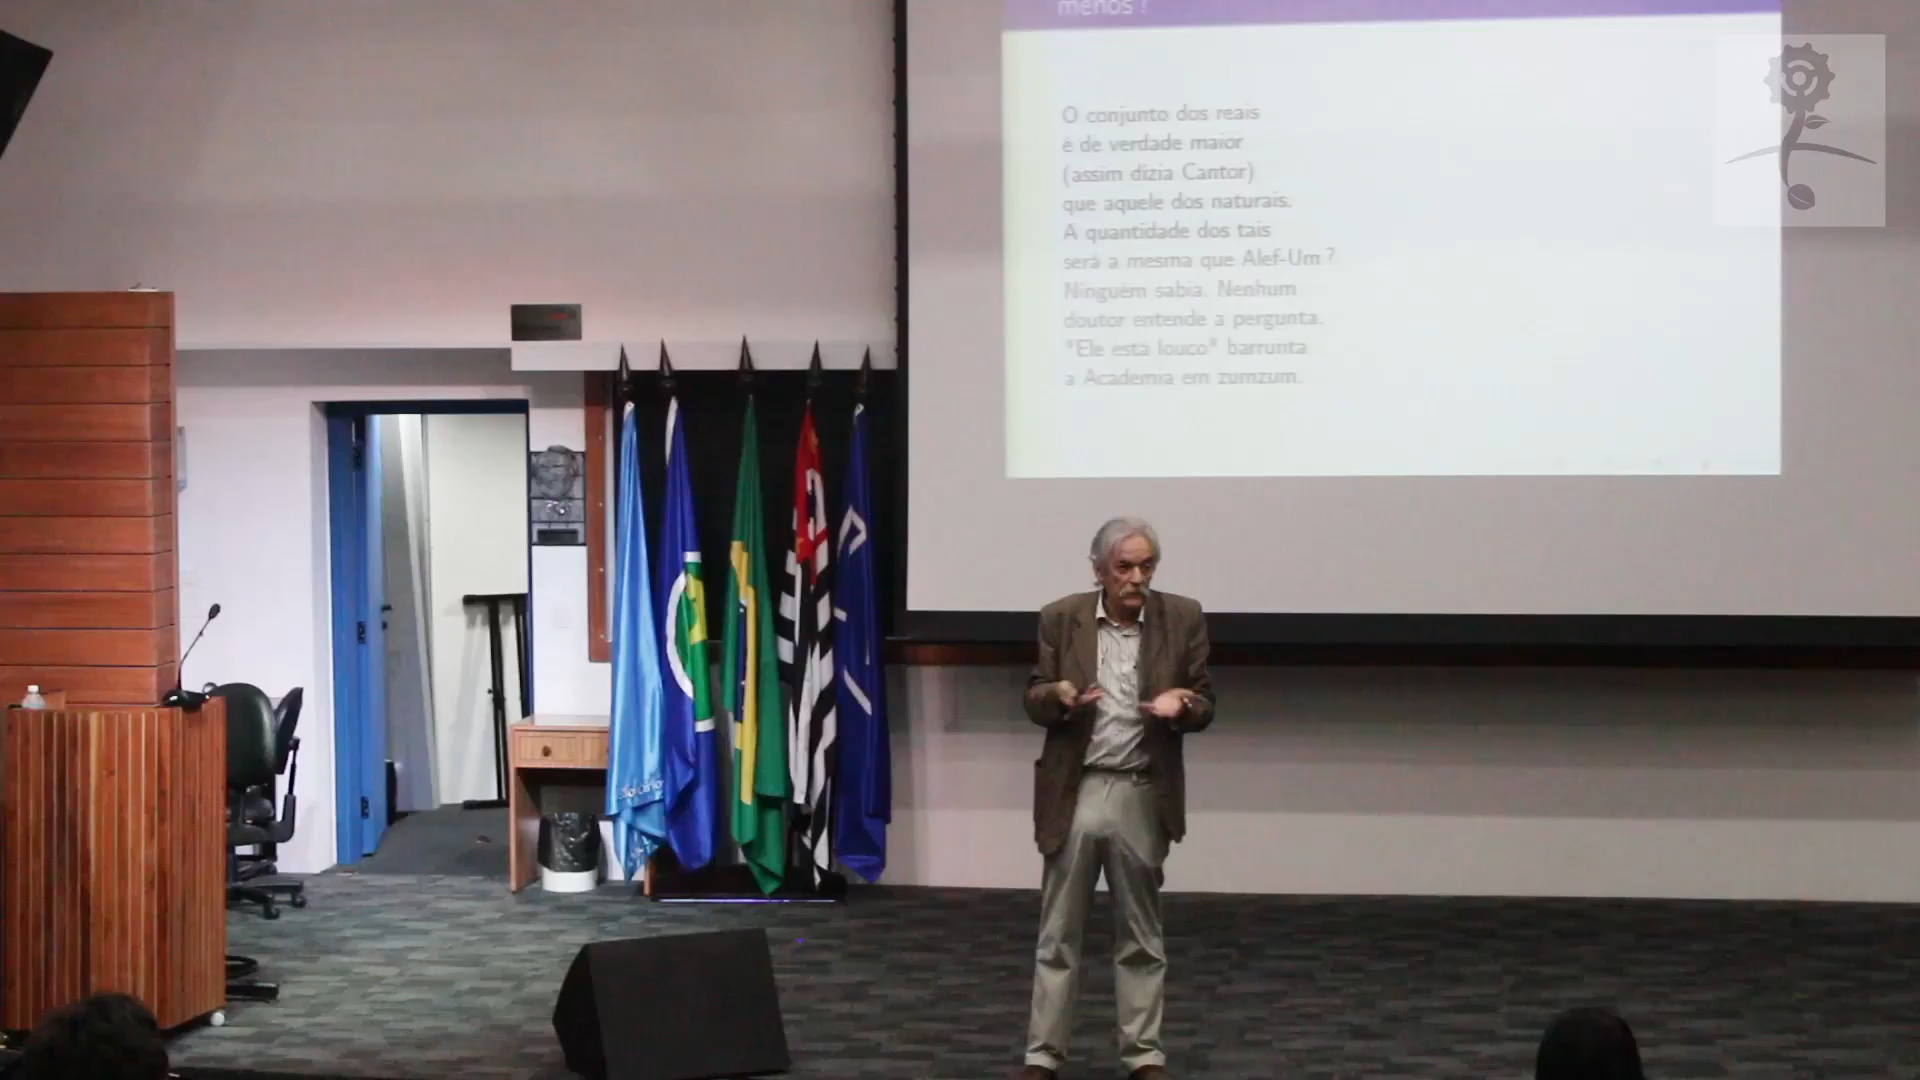 menos ?
O conjunto dos reais
é de verdade maior
(assim dizia Cantor)
que aquele dos naturais.
A quantidade dos tais
será a mesma que Alef-Um ?
Ninguém sabia. Nenhum
doutor entende a pergunta.
"Ele está louco" barrunta
a Academia em zumzum.